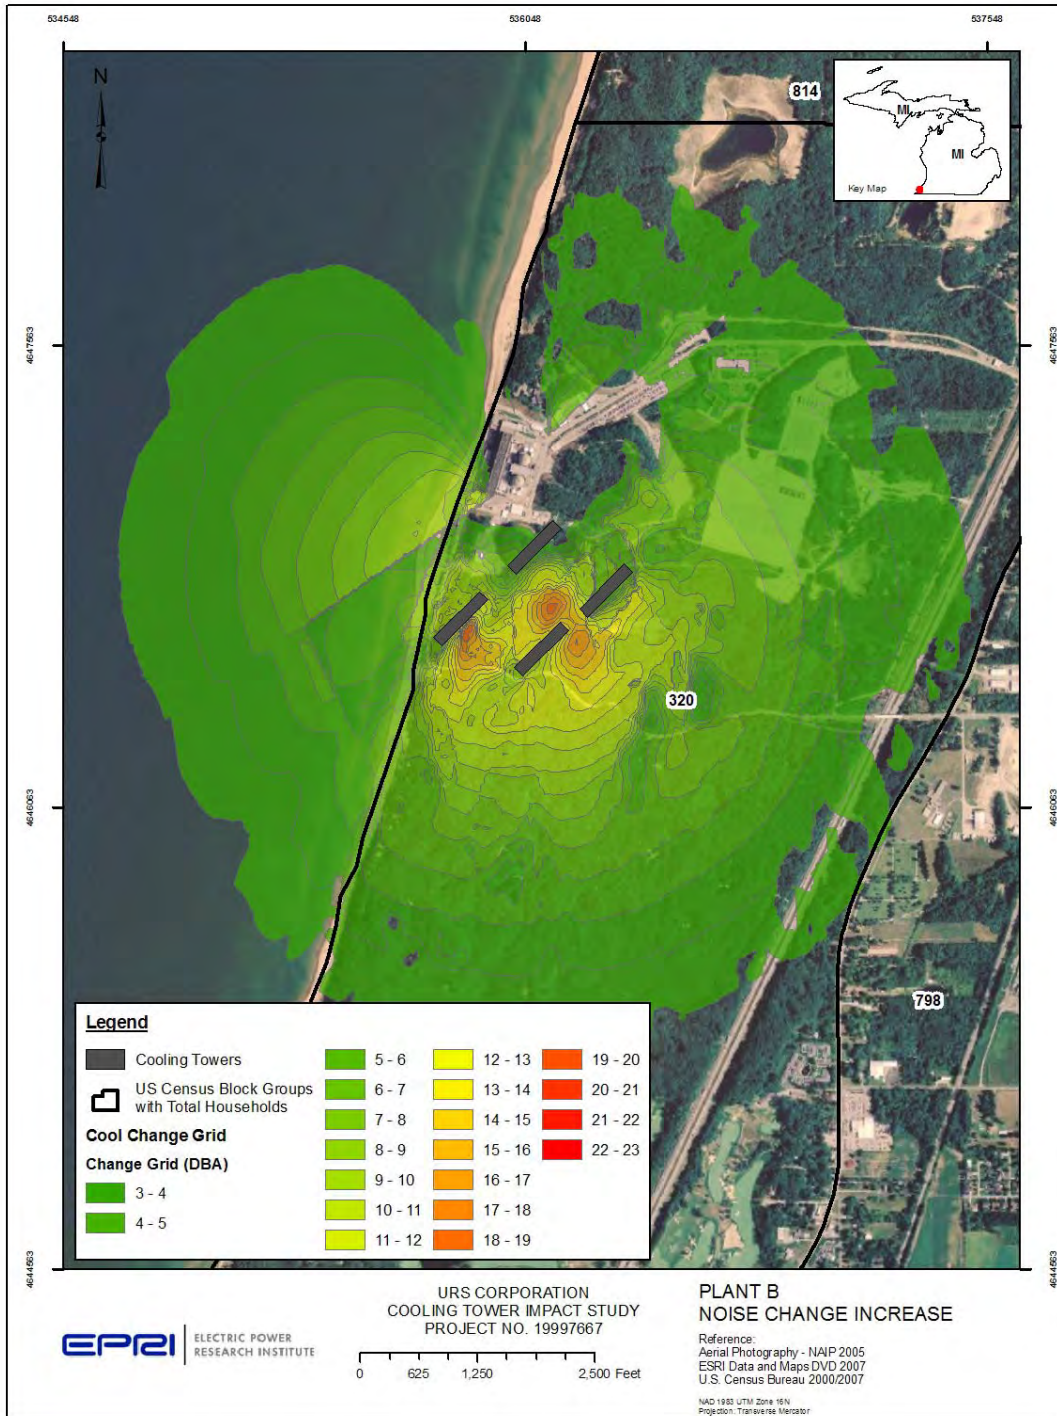 534548
536048
537548
N
814
MI
MI
Key Map
4647563
4647563
320
4646063
4646063
798
Legend
Cooling Towers
US Census Block Groups
with Total Households
Cool Change Grid
Change Grid (DBA)
3 - 4
4 - 5
5 - 6
6 - 7
7 - 8
8 - 9
9 - 10
10 - 11
11 - 12
12 - 13
13 - 14
14 - 15
15 - 16
16 - 17
17 - 18
18 - 19
19 - 20
20 - 21
21 - 22
22 - 23
4644563
4644563
EPRI
ELECTRIC POWER
RESEARCH INSTITUTE
URS CORPORATION
COOLING TOWER IMPACT STUDY
PROJECT NO. 19997667
0 625 1,250 2,500 Feet
PLANT B
NOISE CHANGE INCREASE
Reference:
Aerial Photography - NAIP 2005
ESRI Data and Maps DVD 2007
U.S. Census Bureau 2000/2007
NAD 1983 UTM Zone 16N
Projection: Transverse Mercator